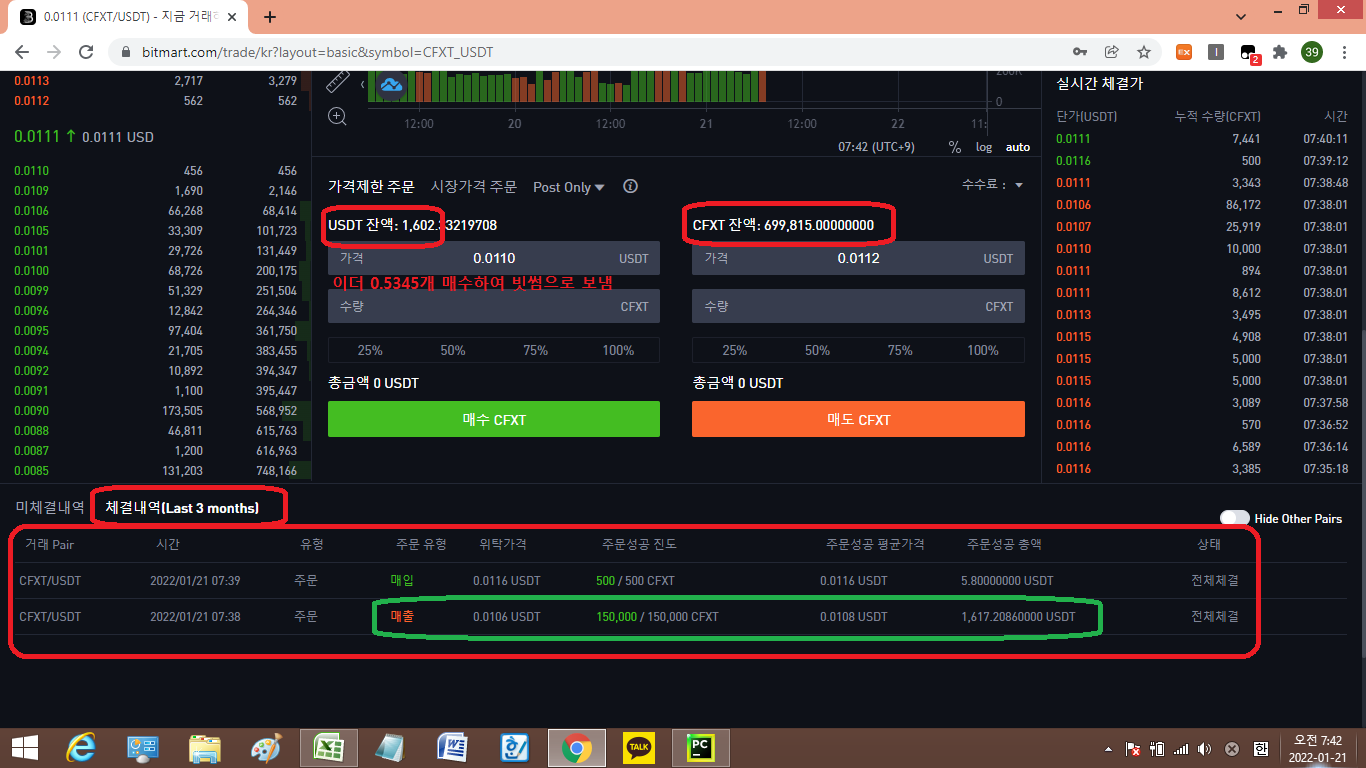 0.0111 (CFXT/USDT) - 지금 거래하
bitmart.com/trade/kr?layout=basic&symbol=CFXT_USDT
39
2
0.0113 2,717 3,279
0.0112 562 562
0.0111 ↑ 0.0111 USD
0.0110 456 456
0.0109 1,690 2,146
0.0106 66,268 68,414
0.0105 33,309 101,723
0.0101 29,726 131,449
0.0100 68,726 200,175
0.0099 51,329 251,504
0.0096 12,842 264,346
0.0095 97,404 361,750
0.0094 21,705 383,455
0.0092 10,892 394,347
0.0091 1,100 395,447
0.0090 173,505 568,952
0.0088 46,811 615,763
0.0087 1,200 616,963
0.0085 131,203 748,166
200K
0
12:00 20 12:00 21 12:00 22 11:
07:42 (UTC+9) % log auto
가격제한 주문 시장가격 주문 Post Only
수수료 :
USDT 잔액: 1,602.33219708
가격 0.0110 USDT
이더 0.5345개 매수하여 빗썸으로 보냄
수량 CFXT
25% 50% 75% 100%
총금액 0 USDT
매수 CFXT
CFXT 잔액: 699,815.00000000
가격 0.0112 USDT
수량 CFXT
25% 50% 75% 100%
총금액 0 USDT
매도 CFXT
실시간 체결가
단가(USDT) 누적 수량(CFXT) 시간
0.0111 7,441 07:40:11
0.0116 500 07:39:12
0.0111 3,343 07:38:48
0.0106 86,172 07:38:01
0.0107 25,919 07:38:01
0.0110 10,000 07:38:01
0.0111 894 07:38:01
0.0111 8,612 07:38:01
0.0113 3,495 07:38:01
0.0115 4,908 07:38:01
0.0115 5,000 07:38:01
0.0115 5,000 07:38:01
0.0116 3,089 07:37:58
0.0116 570 07:36:52
0.0116 6,589 07:36:14
0.0116 3,385 07:35:18
미체결내역 체결내역(Last 3 months)
Hide Other Pairs
거래 Pair 시간 유형 주문 유형 위탁가격 주문성공 진도 주문성공 평균가격 주문성공 총액 상태
CFXT/USDT 2022/01/21 07:39 주문 매입 0.0116 USDT 500 / 500 CFXT 0.0116 USDT 5.80000000 USDT 전체체결
CFXT/USDT 2022/01/21 07:38 주문 매출 0.0106 USDT 150,000 / 150,000 CFXT 0.0108 USDT 1,617.20860000 USDT 전체체결
TALK
PC
한
오전 7:42
2022-01-21